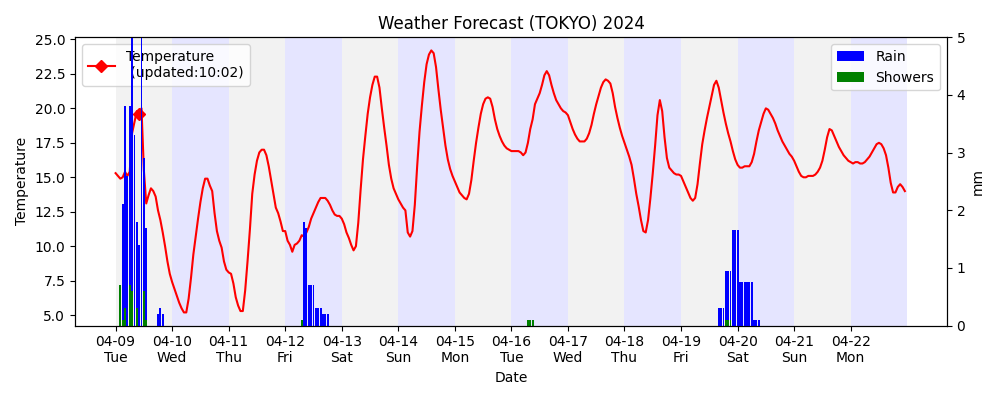 Weather Forecast (TOKYO) 2024
Temperature
(updated:10:02)
Rain
Showers
25.0
22.5
20.0
17.5
15.0
12.5
10.0
7.5
5.0
Temperature
5
4
3
2
1
0
mm
04-09 04-10 04-11 04-12 04-13 04-14 04-15 04-16 04-17 04-18 04-19 04-20 04-21 04-22
Tue Wed Thu Fri Sat Sun Mon Tue Wed Thu Fri Sat Sun Mon
Date